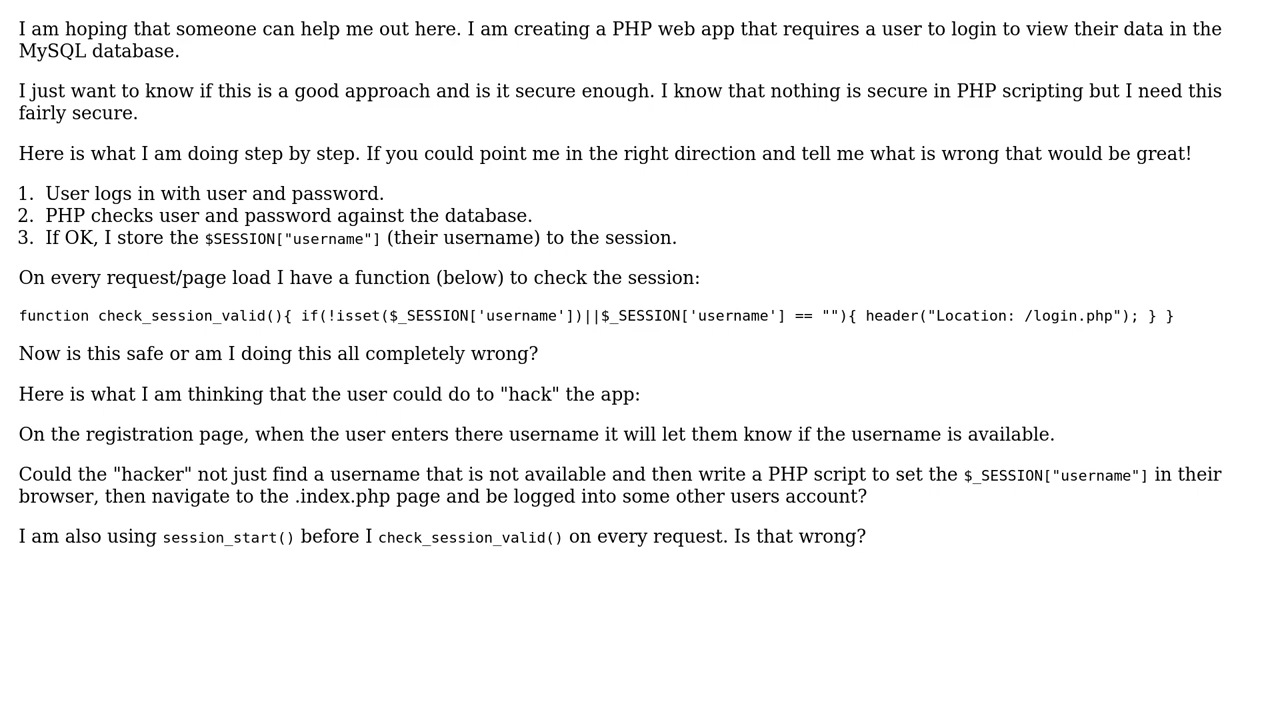 I am hoping that someone can help me out here. I am creating a PHP web app that requires a user to login to view their data in the
MySQL database.
I just want to know if this is a good approach and is it secure enough. I know that nothing is secure in PHP scripting but I need this
fairly secure.
Here is what I am doing step by step. If you could point me in the right direction and tell me what is wrong that would be great!
1. User logs in with user and password.
2. PHP checks user and password against the database.
3. If OK, I store the $SESSION["username"] (their username) to the session.
On every request/page load I have a function (below) to check the session:
function check_session_valid(){ if(!isset($_SESSION['username'])||$_SESSION['username'] == ""){ header("Location: /login.php"); } }
Now is this safe or am I doing this all completely wrong?
Here is what I am thinking that the user could do to "hack" the app:
On the registration page, when the user enters there username it will let them know if the username is available.
Could the "hacker" not just find a username that is not available and then write a PHP script to set the $_SESSION["username"] in their
browser, then navigate to the .index.php page and be logged into some other users account?
I am also using session_start() before I check_session_valid() on every request. Is that wrong?